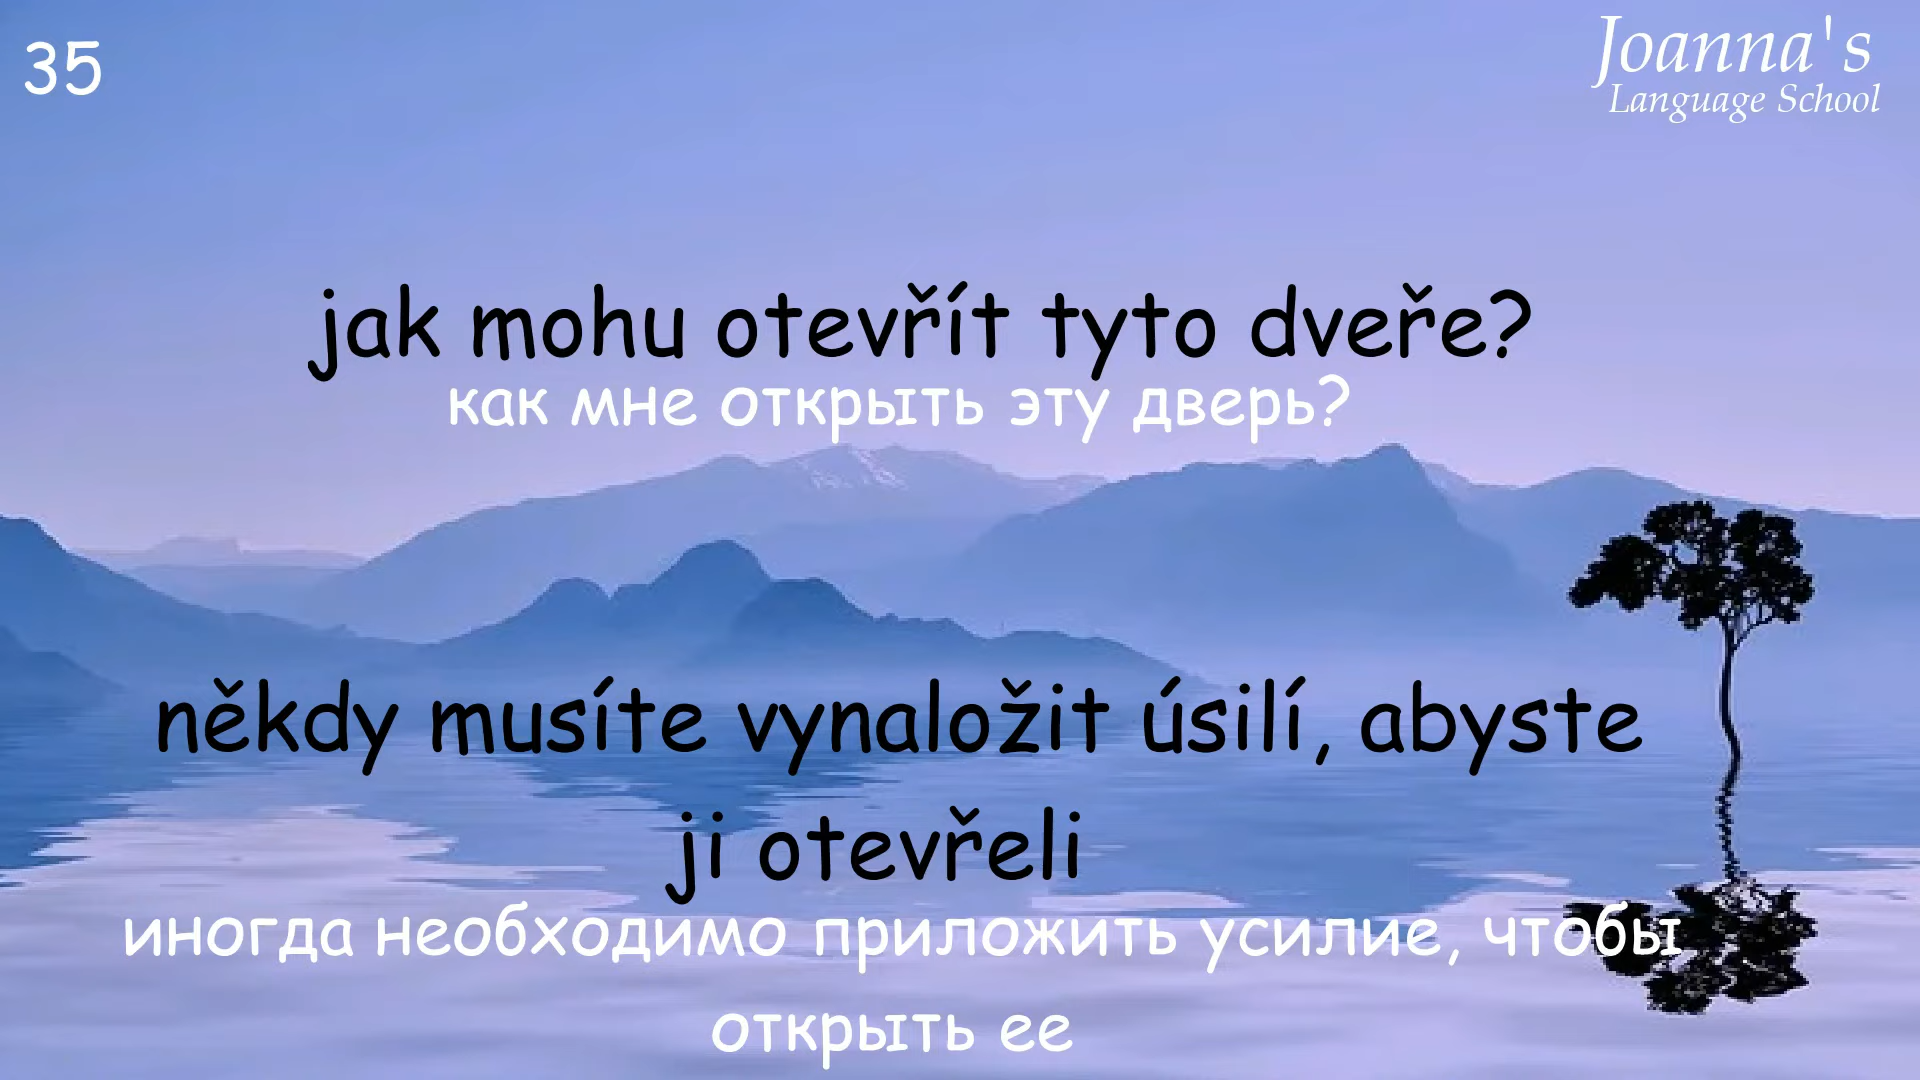 35
Joanna's
Language School
jak mohu otevřít tyto dveře?
как мне открыть эту дверь?
někdy musíte vynaložit úsilí, abyste
ji otevřeli
иногда необходимо приложить усилие, чтобы
открыть ее